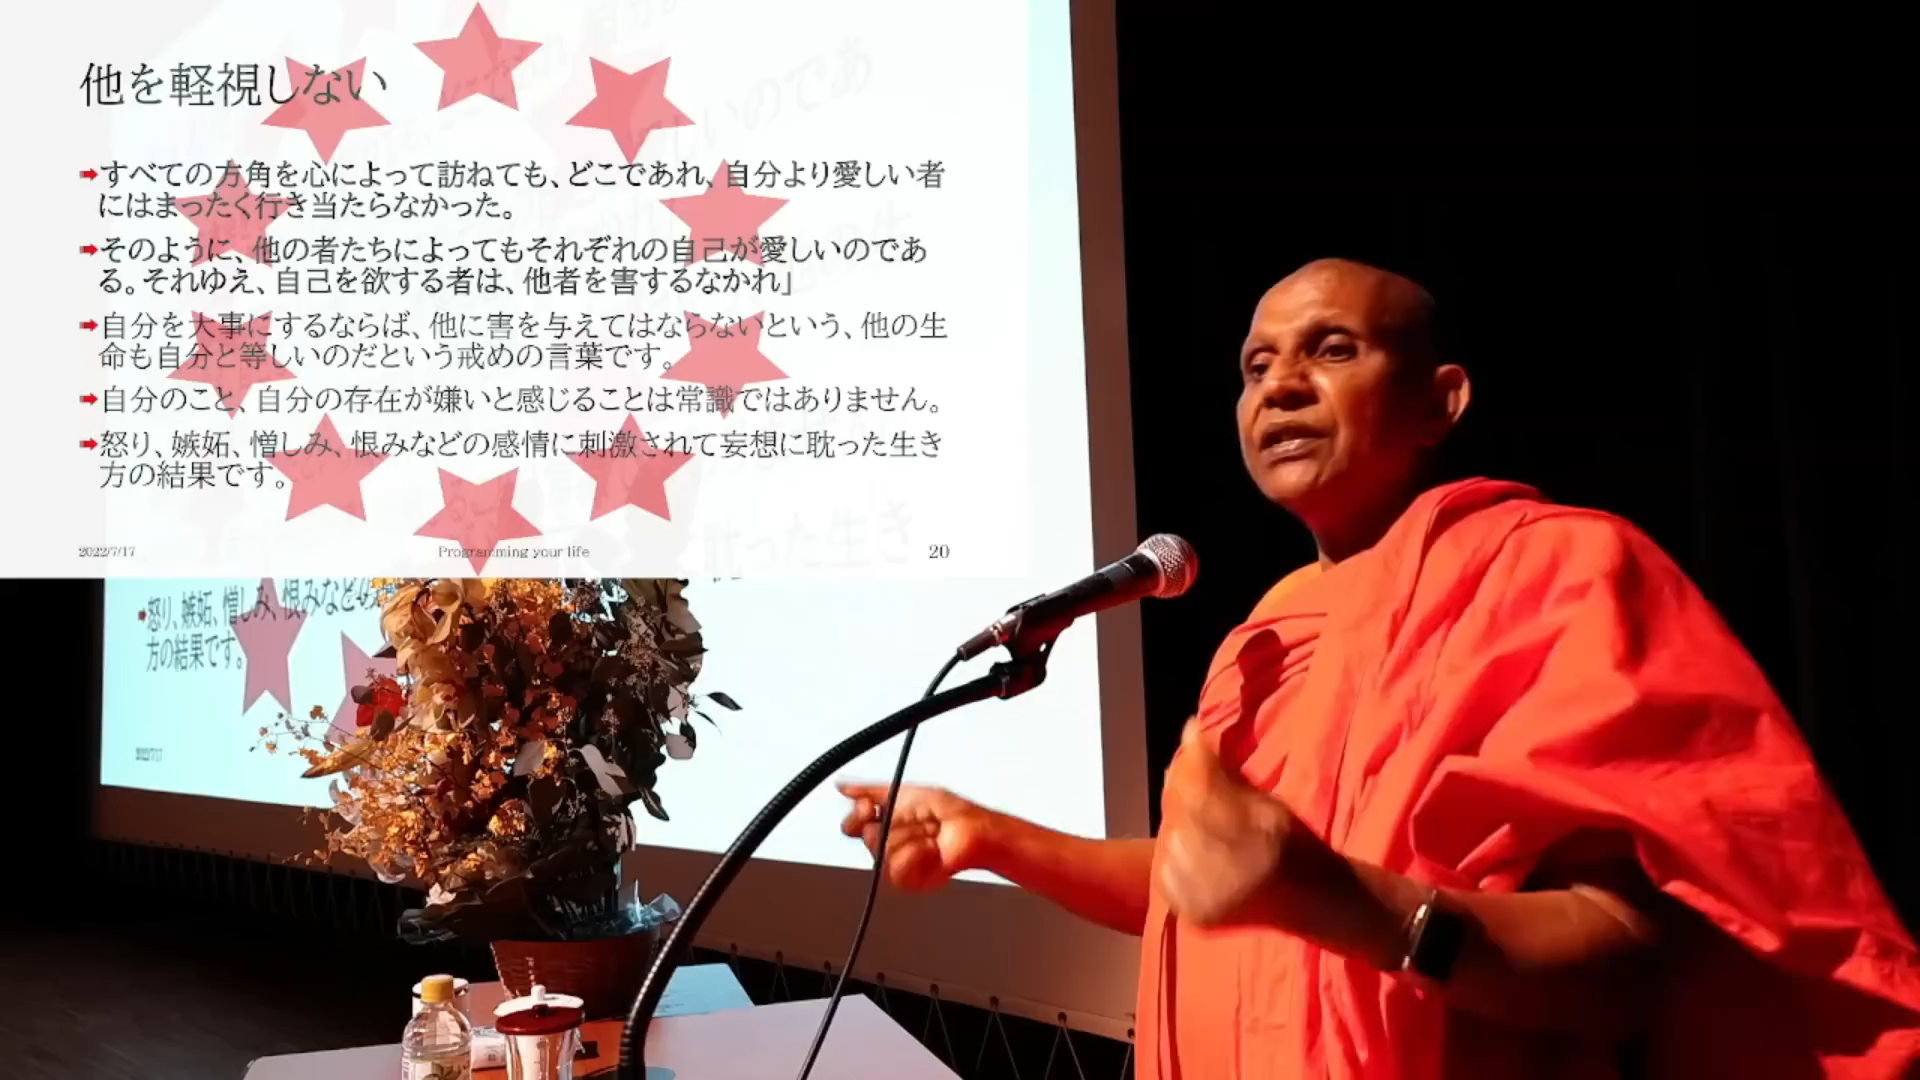 他を軽視しない
すべての方角を心によって訪ねても、どこであれ、自分より愛しい者
にはまったく行き当たらなかった。
そのように、他の者たちによってもそれぞれの自己が愛しいのであ
る。それゆえ、自己を欲する者は、他者を害するなかれ」
自分を大事にするならば、他に害を与えてはならないという、他の生
命も自分と等しいのだという戒めの言葉です。
自分のこと、自分の存在が嫌いと感じることは常識ではありません。
怒り、嫉妬、憎しみ、恨みなどの感情に刺激されて妄想に耽った生き
方の結果です。
2022/7/17
Programming your life
20
怒り、嫉妬、憎しみ、恨みなどの
方の結果です。
2022/7/17